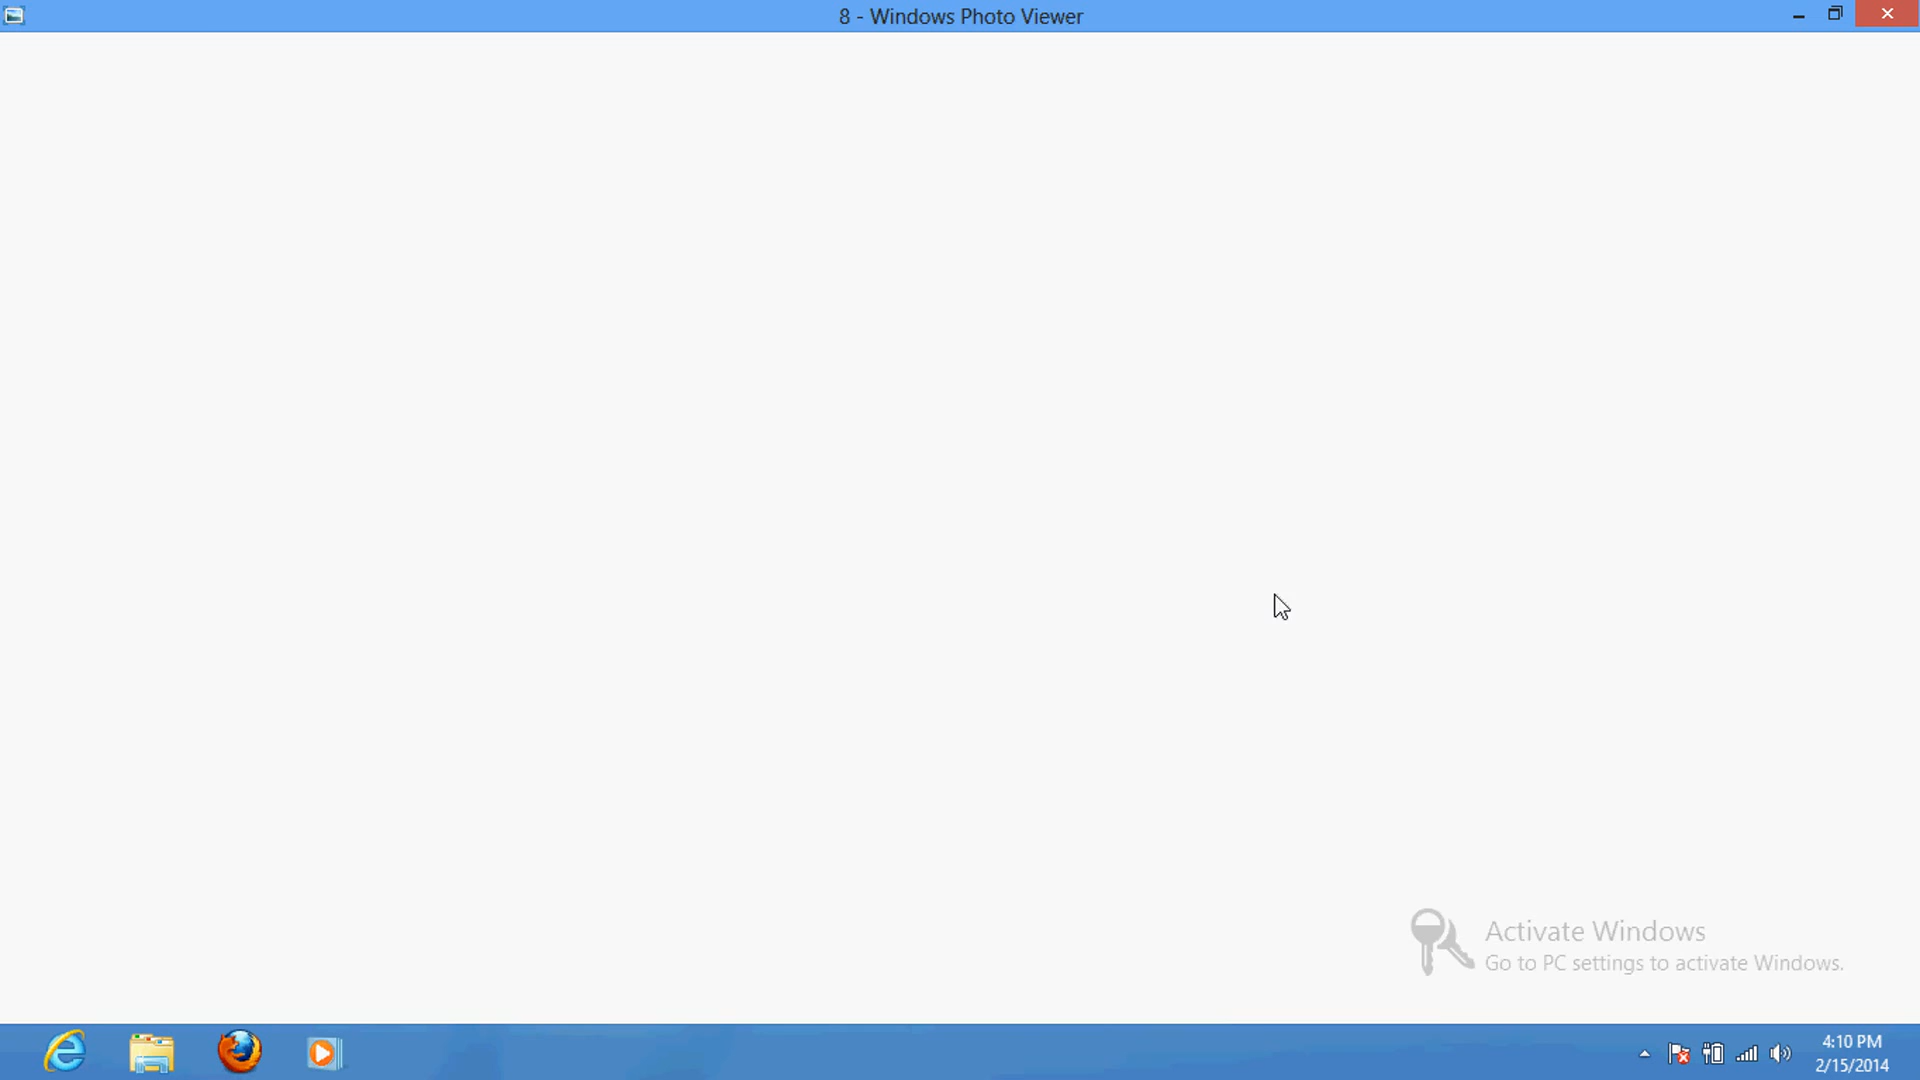 8 - Windows Photo Viewer
Activate Windows
Go to PC settings to activate Windows.
4:10 PM
2/15/2014